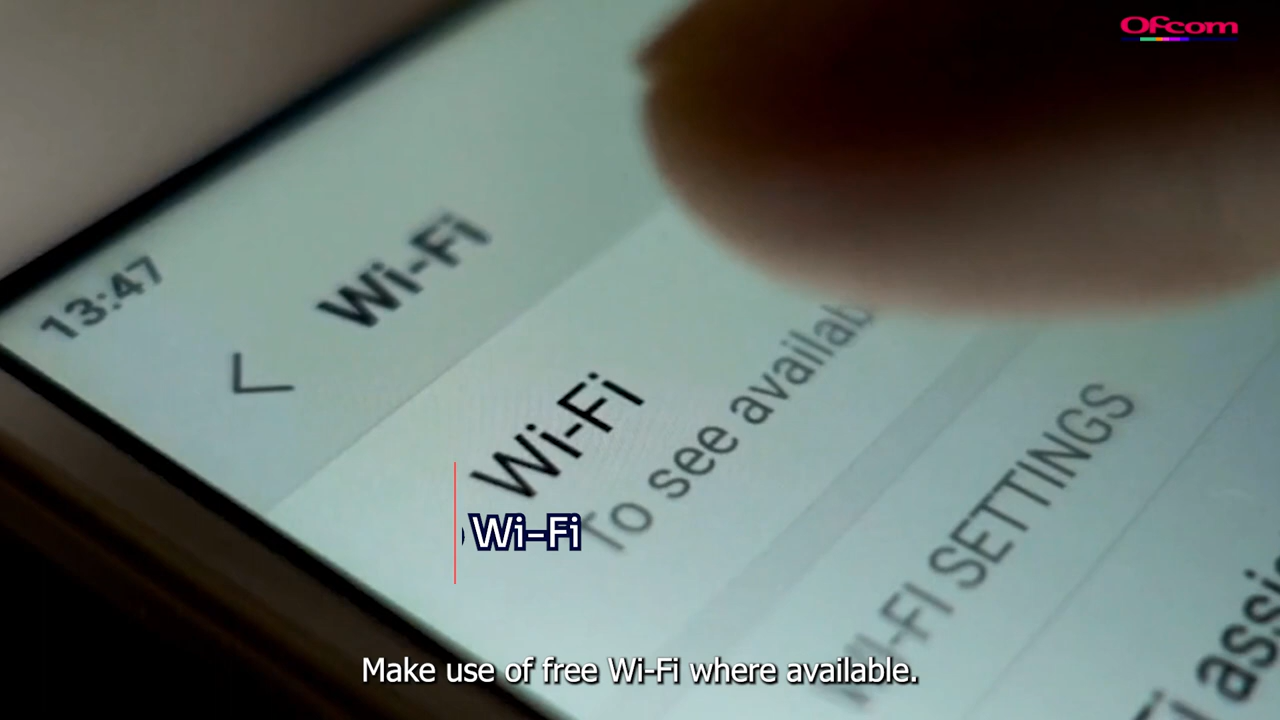 Ofcom
13:47
Wi-Fi
Wi-Fi
To see availab
WI-FI SETTINGS
Wi-Fi
Make use of free Wi-Fi where available.